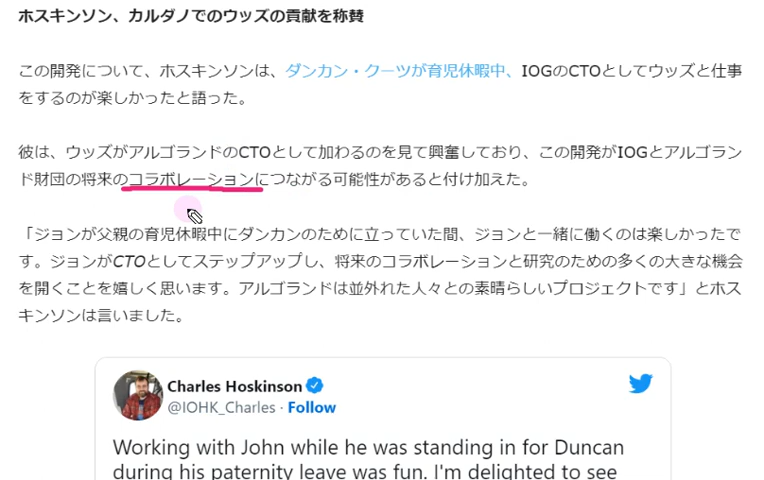 ホスキンソン、カルダノでのウッズの貢献を称賛
この開発について、ホスキンソンは、ダンカン・クーツが育児休暇中、IOGのCTOとしてウッズと仕事
をするのが楽しかったと語った。
彼は、ウッズがアルゴランドのCTOとして加わるのを見て興奮しており、この開発がIOGとアルゴラン
ド財団の将来のコラボレーションにつながる可能性があると付け加えた。
「ジョンが父親の育児休暇中にダンカンのために立っていた間、ジョンと一緒に働くのは楽しかったで
す。ジョンがCTOとしてステップアップし、将来のコラボレーションと研究のための多くの大きな機会
を開くことを嬉しく思います。アルゴランドは並外れた人々との素晴らしいプロジェクトです」とホス
キンソンは言いました。
Charles Hoskinson
@IOHK_Charles · Follow
Working with John while he was standing in for Duncan
during his paternity leave was fun. I'm delighted to see